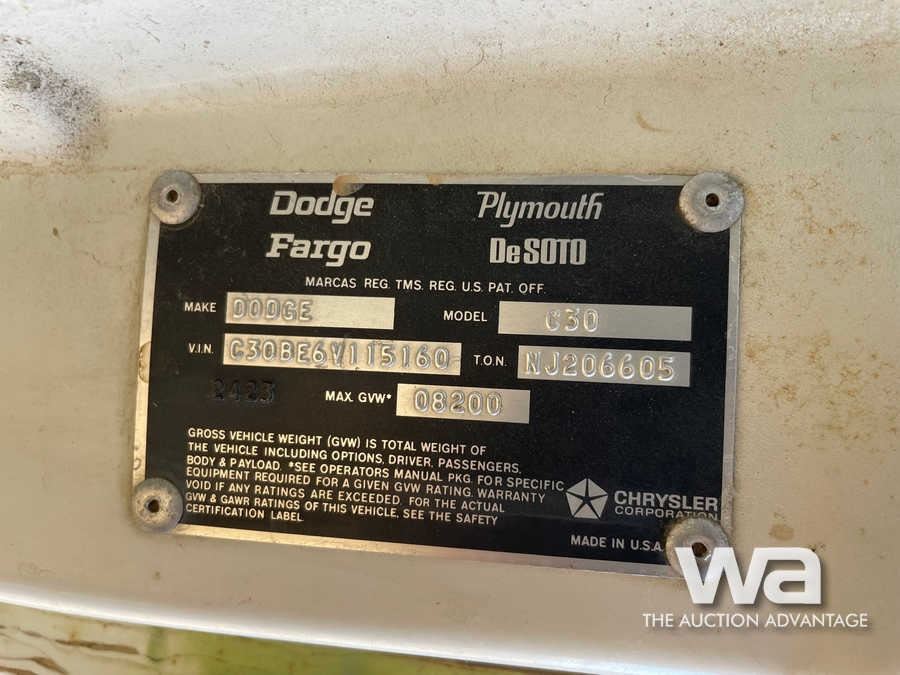 Dodge Plymouth
Fargo De SOTO
MARCAS REG. TMS. REG. U.S. PAT. OFF.
MAKE DODGE MODEL C30
V.I.N. C30BE6V115160 T.O.N. NJ206605
2423 MAX. GVW* 08200
GROSS VEHICLE WEIGHT (GVW) IS TOTAL WEIGHT OF
THE VEHICLE INCLUDING OPTIONS, DRIVER, PASSENGERS,
BODY & PAYLOAD. *SEE OPERATORS MANUAL PKG. FOR SPECIFIC
EQUIPMENT REQUIRED FOR A GIVEN GVW RATING. WARRANTY
VOID IF ANY RATINGS ARE EXCEEDED. FOR THE ACTUAL
GVW & GAWR RATINGS OF THIS VEHICLE, SEE THE SAFETY
CERTIFICATION LABEL.
CHRYSLER
CORPORATION
MADE IN U.S.A.
wa
THE AUCTION ADVANTAGE